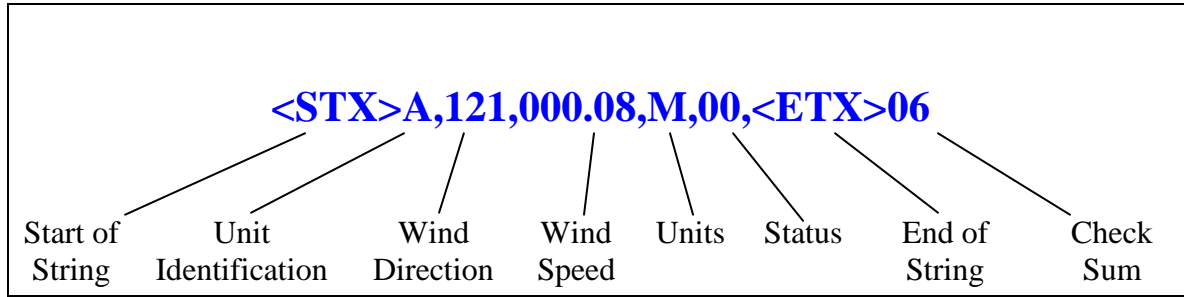 <STX>A,121,000.08,M,00,<ETX>06
Start of String
Unit Identification
Wind Direction
Wind Speed
Units
Status
End of String
Check Sum